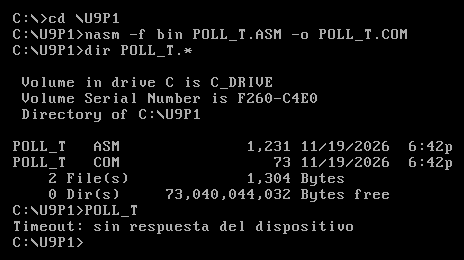 C:\>cd \U9P1
C:\U9P1>nasm -f bin POLL_T.ASM -o POLL_T.COM
C:\U9P1>dir POLL_T.*
Volume in drive C is C_DRIVE
Volume Serial Number is F260-C4E0
Directory of C:\U9P1
POLL_T ASM 1,231 11/19/2026 6:42p
POLL_T COM 73 11/19/2026 6:42p
2 File(s) 1,304 Bytes
0 Dir(s) 73,040,044,032 Bytes free
C:\U9P1>POLL_T
Timeout: sin respuesta del dispositivo
C:\U9P1>